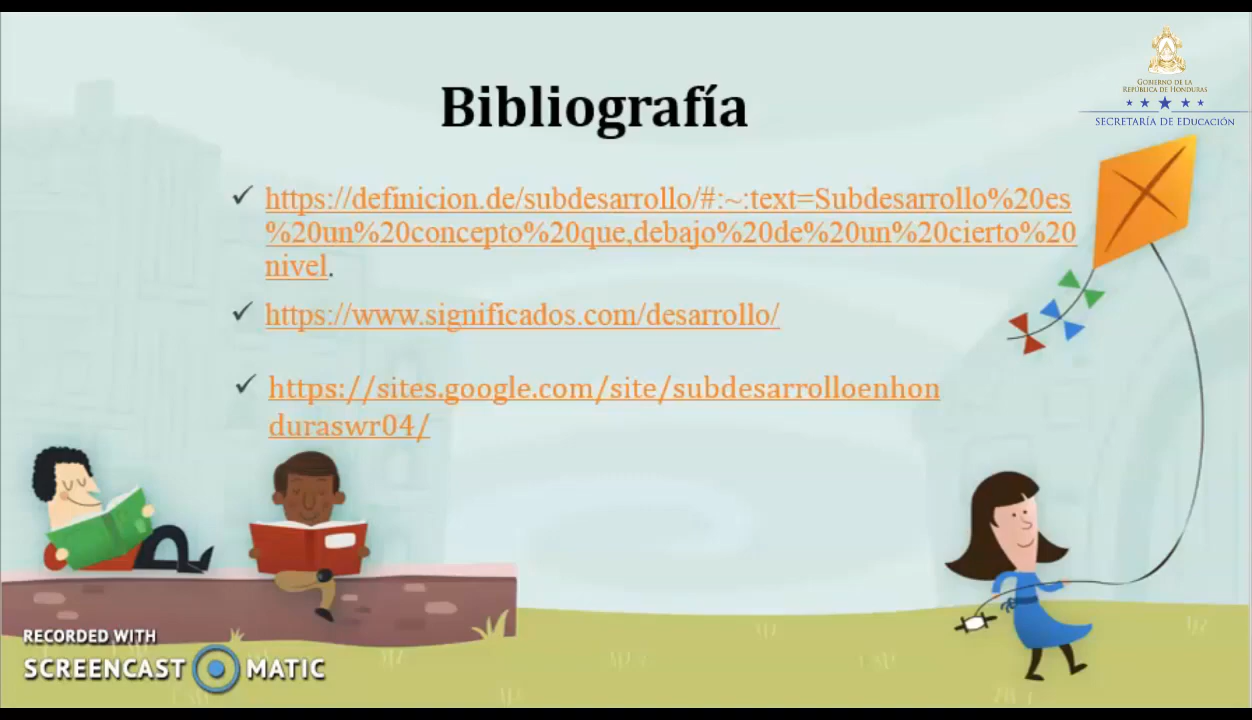 GOBIERNO DE LA
REPÚBLICA DE HONDURAS
SECRETARÍA DE EDUCACIÓN
Bibliografía
https://definicion.de/subdesarrollo/#:~:text=Subdesarrollo%20es
%20un%20concepto%20que,debajo%20de%20un%20cierto%20
nivel.
https://www.significados.com/desarrollo/
https://sites.google.com/site/subdesarrolloenhon
duraswr04/
RECORDED WITH
SCREENCAST MATIC